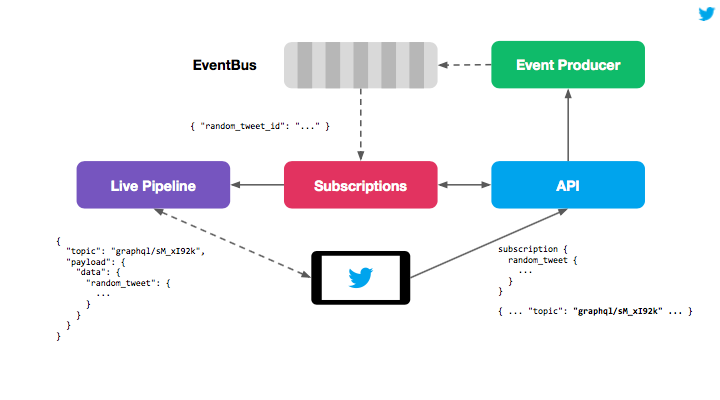 EventBus
Event Producer
{ "random_tweet_id": "..." }
Live Pipeline
Subscriptions
API
{
"topic": "graphql/sM_xI92k",
"payload": {
"data": {
"random_tweet": {
...
}
}
}
}
subscription {
random_tweet {
...
}
}
{ ... "topic": "graphql/sM_xI92k" ... }